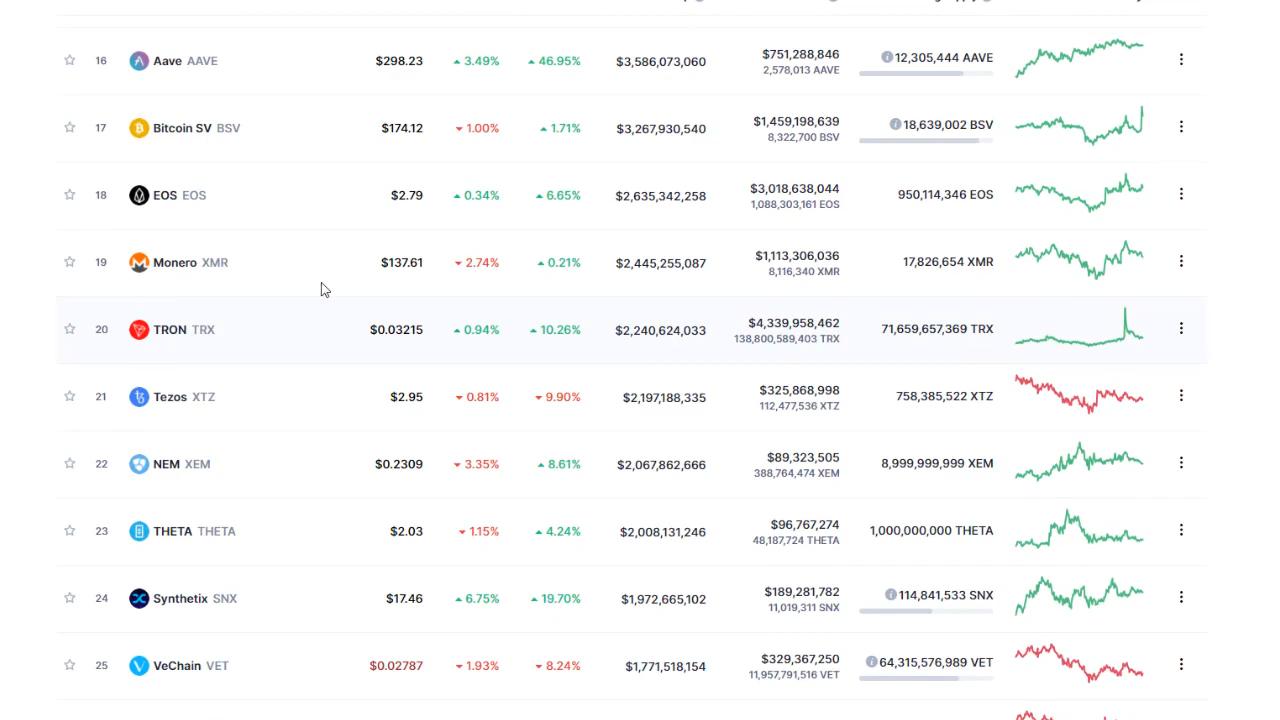 16 Aave AAVE $298.23 3.49% 46.95% $3,586,073,060 $751,288,846 12,305,444 AAVE
2,578,013 AAVE
17 Bitcoin SV BSV $174.12 1.00% 1.71% $3,267,930,540 $1,459,198,639 18,639,002 BSV
8,322,700 BSV
18 EOS EOS $2.79 0.34% 6.65% $2,635,342,258 $3,018,638,044 950,114,346 EOS
1,088,303,161 EOS
19 Monero XMR $137.61 2.74% 0.21% $2,445,255,087 $1,113,306,036 17,826,654 XMR
8,116,340 XMR
20 TRON TRX $0.03215 0.94% 10.26% $2,240,624,033 $4,339,958,462 71,659,657,369 TRX
138,800,589,403 TRX
21 Tezos XTZ $2.95 0.81% 9.90% $2,197,188,335 $325,868,998 758,385,522 XTZ
112,477,536 XTZ
22 NEM XEM $0.2309 3.35% 8.61% $2,067,862,666 $89,323,505 8,999,999,999 XEM
388,764,474 XEM
23 THETA THETA $2.03 1.15% 4.24% $2,008,131,246 $96,767,274 1,000,000,000 THETA
48,187,724 THETA
24 Synthetix SNX $17.46 6.75% 19.70% $1,972,665,102 $189,281,782 114,841,533 SNX
11,019,311 SNX
25 VeChain VET $0.02787 1.93% 8.24% $1,771,518,154 $329,367,250 64,315,576,989 VET
11,957,791,516 VET